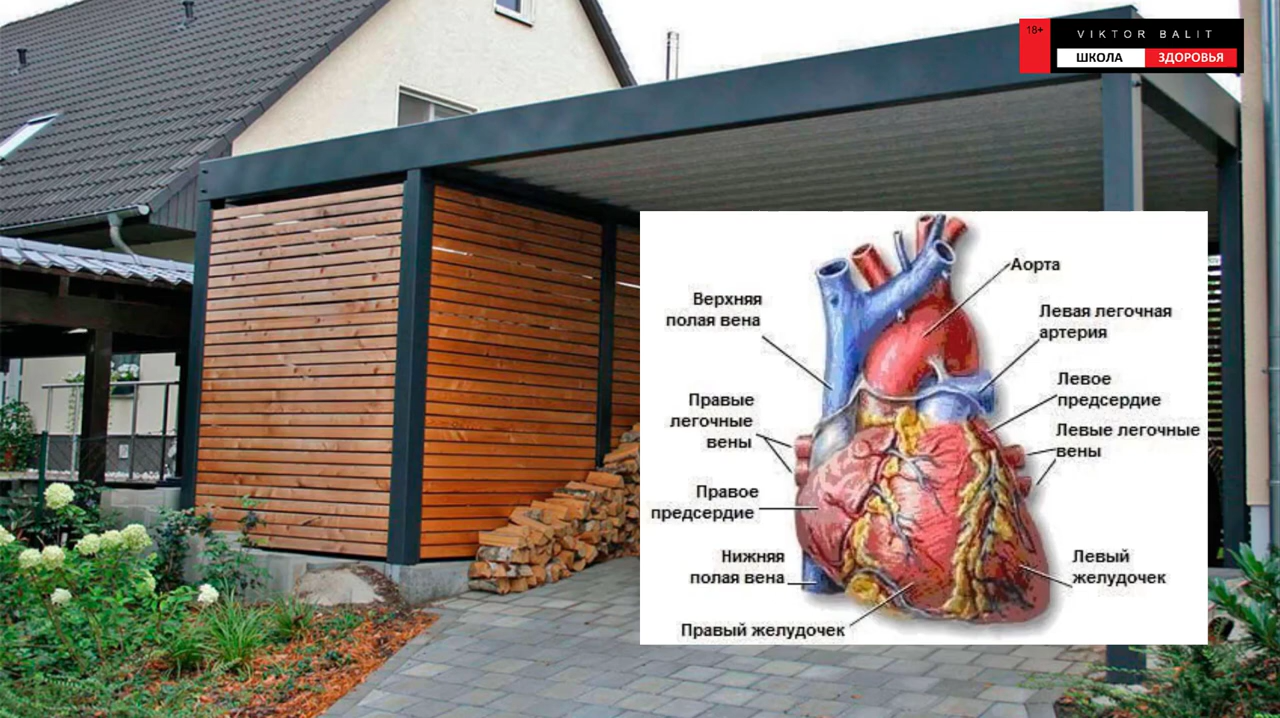 18+
VIKTOR BALIT
ШКОЛА ЗДОРОВЬЯ
Аорта
Верхняя
полая вена
Левая легочная
артерия
Левое
предсердие
Правые
легочные
вены
Левые легочные
вены
Правое
предсердие
Нижняя
полая вена
Левый
желудочек
Правый желудочек